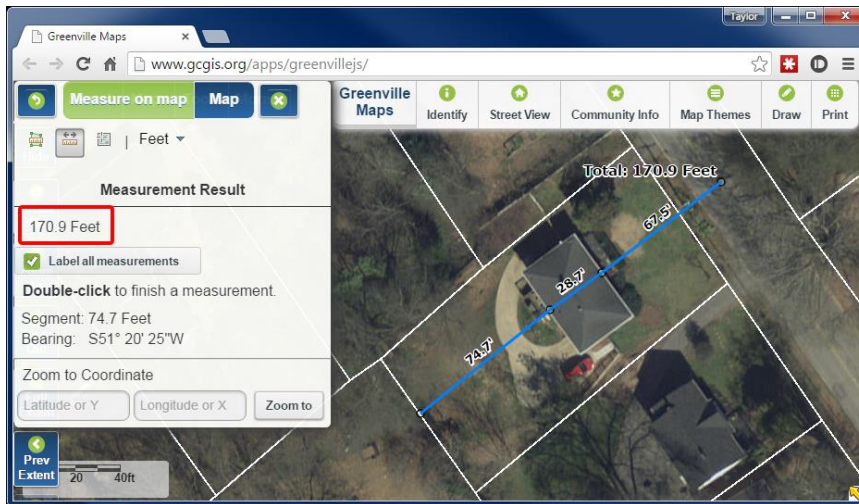 Taylor
Greenville Maps
www.gcgis.org/apps/greenvillejs/
Measure on map
Map
Greenville Maps
Identify
Street View
Community Info
Map Themes
Draw
Print
Feet
Measurement Result
170.9 Feet
Label all measurements
Double-click to finish a measurement.
Segment: 74.7 Feet
Bearing: S51° 20' 25"W
Zoom to Coordinate
Latitude or Y
Longitude or X
Zoom to
Prev
Extent
20
40ft
Total: 170.9 Feet
67.5'
28.7'
74.7'